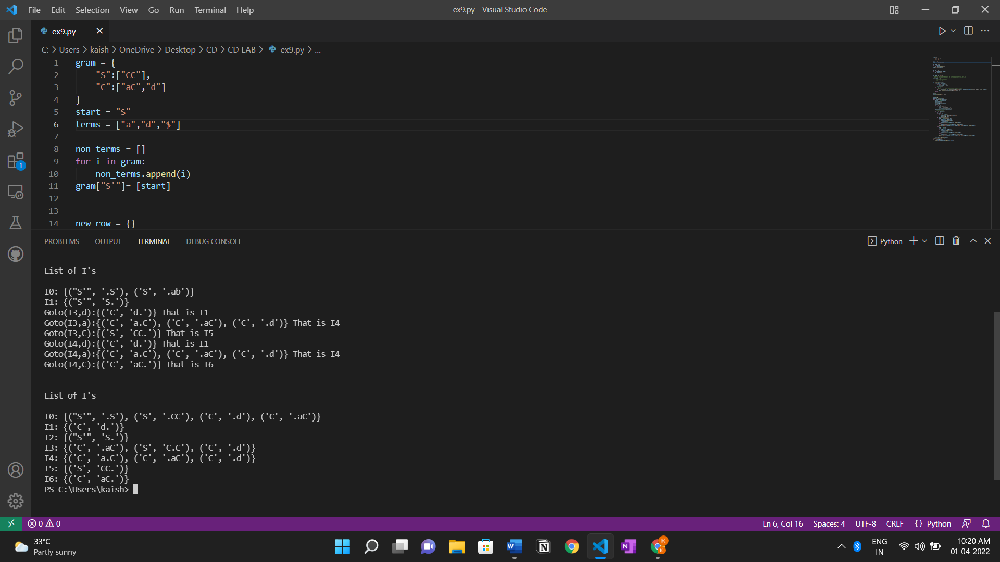 File Edit Selection View Go Run Terminal Help
ex9.py - Visual Studio Code
ex9.py
C: > Users > kaish > OneDrive > Desktop > CD > CD LAB > ex9.py > ...
1 gram = {
2 "S":["CC"],
3 "C":["aC","d"]
4 }
5 start = "S"
6 terms = ["a","d","$"]
7
8 non_terms = []
9 for i in gram:
10 non_terms.append(i)
11 gram["S'"]= [start]
12
13
14 new_row = {}
1
PROBLEMS OUTPUT TERMINAL DEBUG CONSOLE
Python
List of I's
I0: {("S'", '.S'), ('S', '.ab')}
I1: {("S'", 'S.')}
Goto(I3,d):{('C', 'd.')} That is I1
Goto(I3,a):{('C', 'a.C'), ('C', '.aC'), ('C', '.d')} That is I4
Goto(I3,C):{('S', 'CC.')} That is I5
Goto(I4,d):{('C', 'd.')} That is I1
Goto(I4,a):{('C', 'a.C'), ('C', '.aC'), ('C', '.d')} That is I4
Goto(I4,C):{('C', 'aC.')} That is I6
List of I's
I0: {("S'", '.S'), ('S', '.CC'), ('C', '.d'), ('C', '.aC')}
I1: {('C', 'd.')}
I2: {("S'", 'S.')}
I3: {('C', '.aC'), ('S', 'C.C'), ('C', '.d')}
I4: {('C', 'a.C'), ('C', '.aC'), ('C', '.d')}
I5: {('S', 'CC.')}
I6: {('C', 'aC.')}
PS C:\Users\kaish>
0 0
Ln 6, Col 16 Spaces: 4 UTF-8 CRLF {} Python
33°C
Partly sunny
W
N
N
K
K
ENG
IN
10:20 AM
01-04-2022